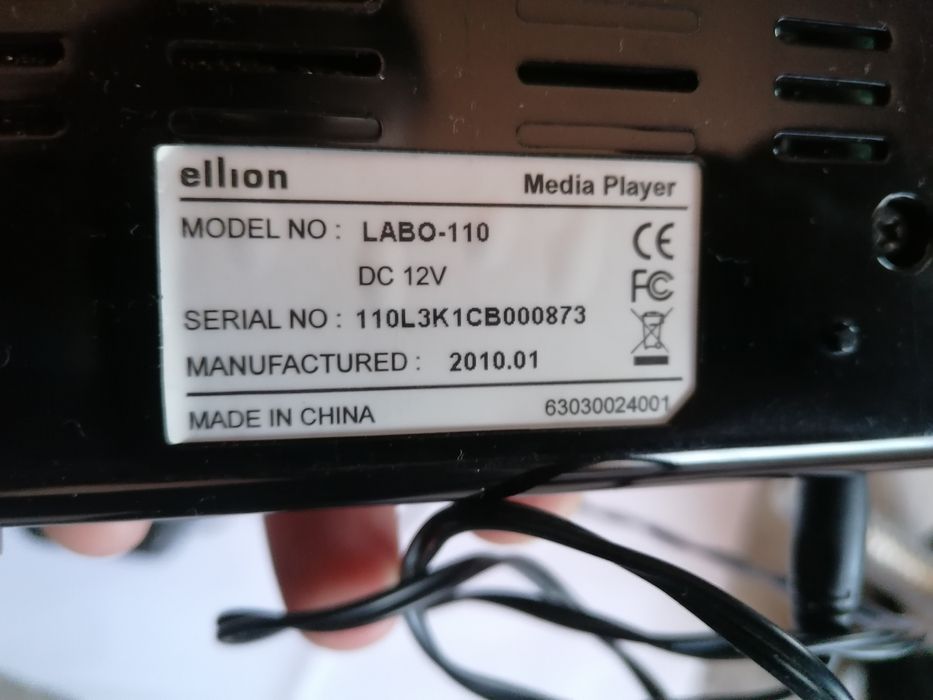 ellion
Media Player
MODEL NO : LABO-110
DC 12V
CE
FC
SERIAL NO : 110L3K1CB000873
MANUFACTURED : 2010.01
MADE IN CHINA
63030024001